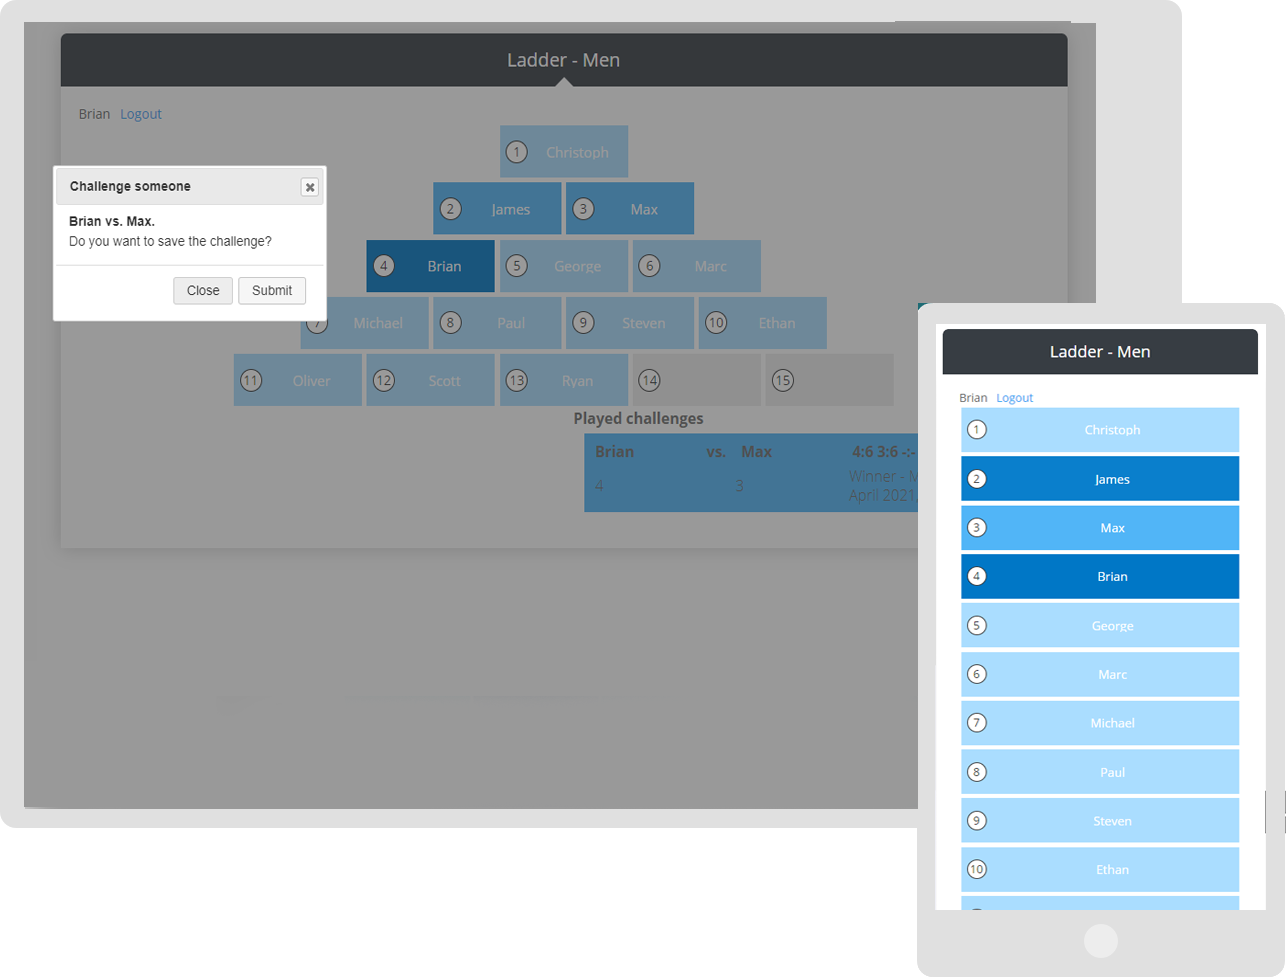 Ladder - Men
Brian Logout
1 Christoph
2 James 3 Max
4 Brian 5 George 6 Marc
7 Michael 8 Paul 9 Steven 10 Ethan
11 Oliver 12 Scott 13 Ryan 14 15
Challenge someone
Brian vs. Max.
Do you want to save the challenge?
Close Submit
Played challenges
Brian vs. Max 4:6 3:6 -:-
4 3 Winner - M
April 2021
Ladder - Men
Brian Logout
1 Christoph
2 James
3 Max
4 Brian
5 George
6 Marc
7 Michael
8 Paul
9 Steven
10 Ethan